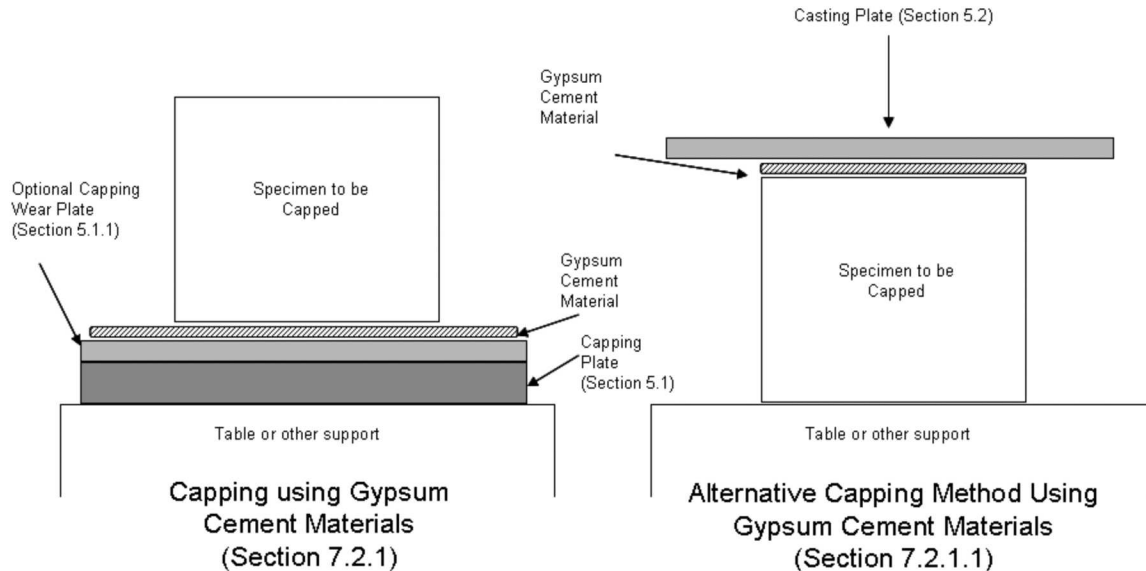 Casting Plate (Section 5.2)
Gypsum
Cement
Material
Optional Capping
Wear Plate
(Section 5.1.1)
Specimen to be
Capped
Gypsum
Cement
Material
Capping
Plate
(Section 5.1)
Specimen to be
Capped
Table or other support
Table or other support
Capping using Gypsum
Cement Materials
(Section 7.2.1)
Alternative Capping Method Using
Gypsum Cement Materials
(Section 7.2.1.1)